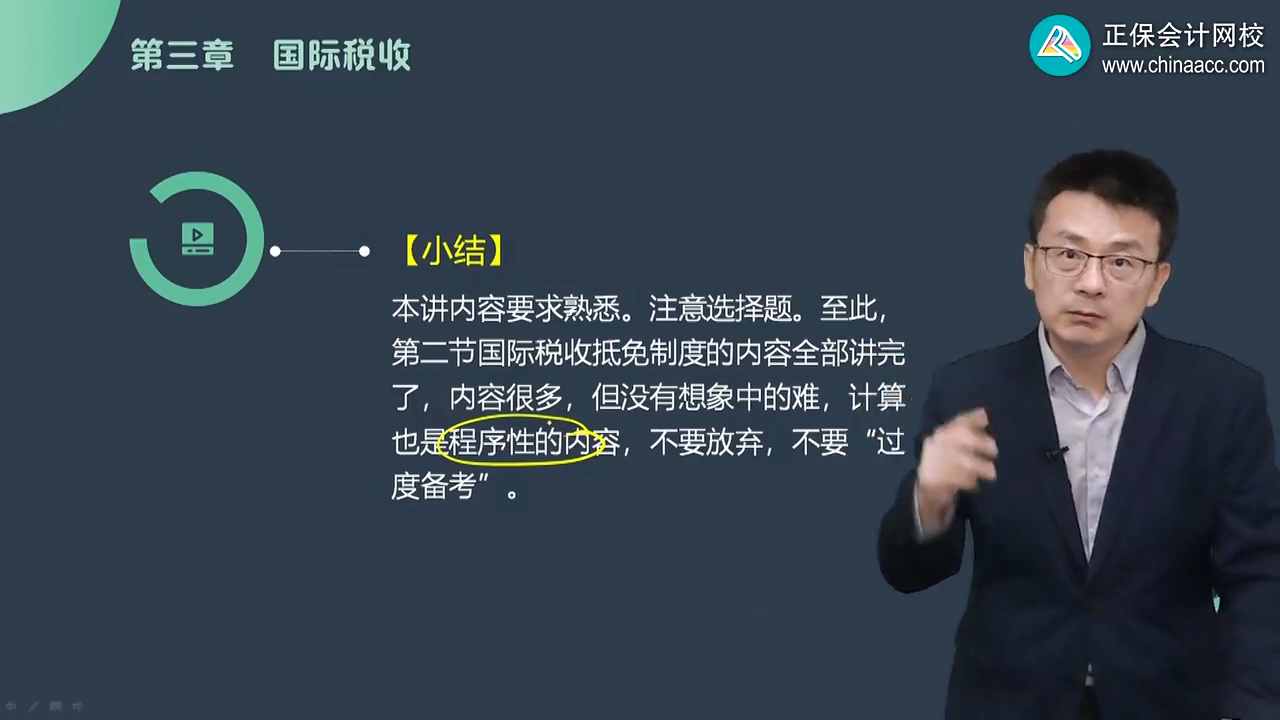 第三章 国际税收
正保会计网校
www.chinaacc.com
【小结】
本讲内容要求熟悉。注意选择题。至此，
第二节国际税收抵免制度的内容全部讲完
了，内容很多，但没有想象中的难，计算
也是程序性的内容，不要放弃，不要“过
度备考”。